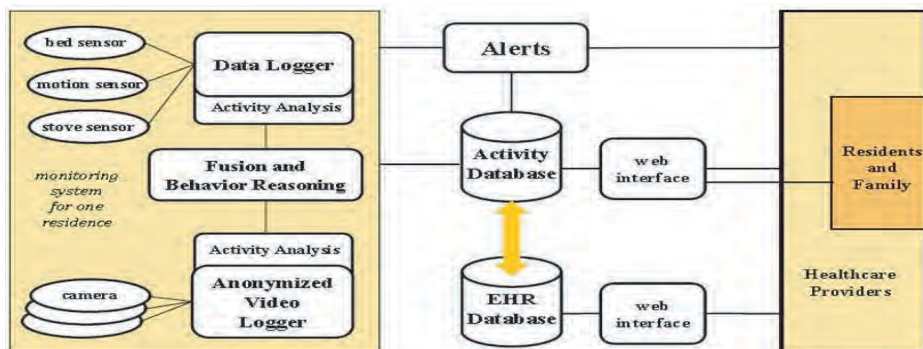 bed sensor
motion sensor
stove sensor
Data Logger
Activity Analysis
Fusion and
Behavior Reasoning
monitoring
system
for one
residence
Activity Analysis
Anonymized
Video
Logger
camera
Alerts
Activity
Database
web
interface
EHR
Database
web
interface
Residents
and
Family
Healthcare
Providers